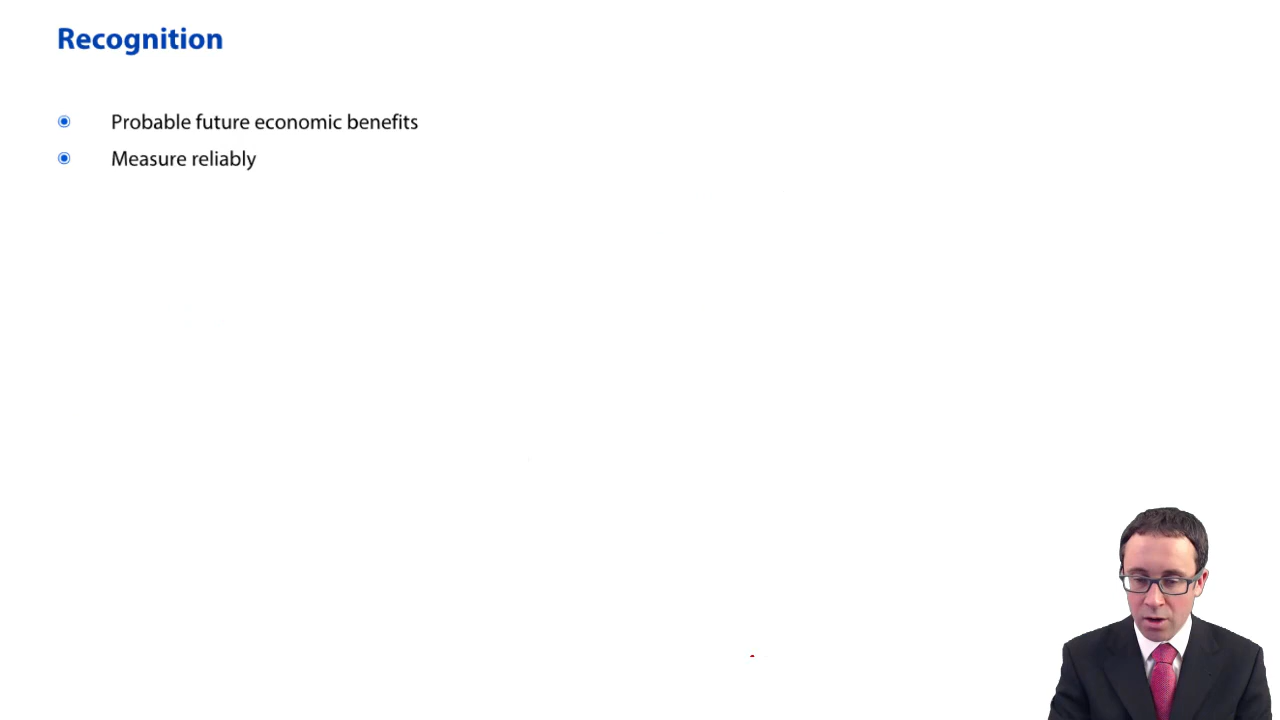 Recognition
Probable future economic benefits
Measure reliably